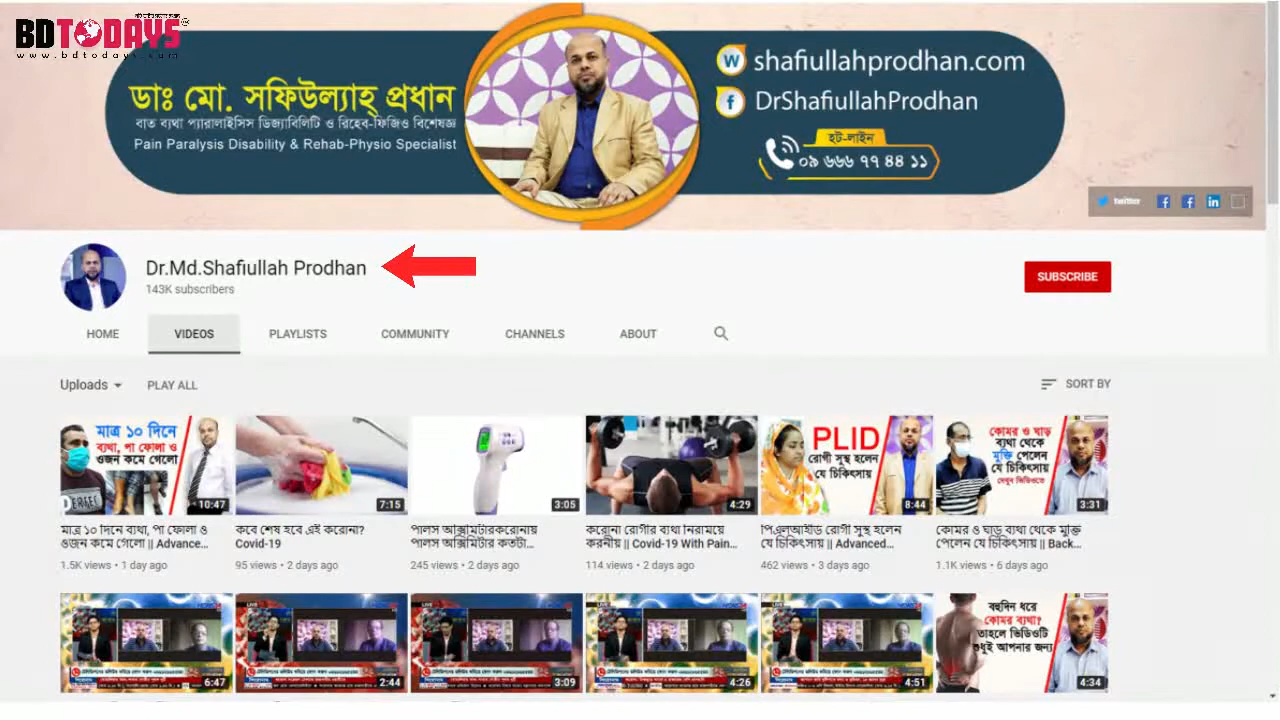 BDTODAYS
www.bdtodays.com
ডাঃ মো. সফিউল্যাহ্ প্রধান
বাত ব্যথা প্যারালাইসিস ডিজ্যাবিলিটি ও রিহেব-ফিজিও বিশেষজ্ঞ
Pain Paralysis Disability & Rehab-Physio Specialist
shafiullahprodhan.com
DrShafiullahProdhan
হট-লাইন
০৯ ৬৬৬ ৭৭ ৪৪ ১১
twitter
Dr.Md.Shafiullah Prodhan
143K subscribers
SUBSCRIBE
HOME VIDEOS PLAYLISTS COMMUNITY CHANNELS ABOUT
Uploads PLAY ALL SORT BY
মাত্র ১০ দিনে
ব্যথা, পা ফোলা ও
ওজন কমে গেলো
10:47
7:15
3:05
4:29
PLID
রোগী সুস্থ হলেন
যে চিকিৎসায়
8:44
কোমর ও ঘাড়
ব্যথা থেকে
মুক্তি পেলেন
যে চিকিৎসায়
দেখুন ভিডিওতে
3:31
মাত্র ১০ দিনে ব্যথা, পা ফোলা ও
ওজন কমে গেলো || Advance...
1.5K views • 1 day ago
কবে শেষ হবে এই করোনা?
Covid-19
95 views • 2 days ago
পালস অক্সিমিটারকরোনায়
পালস অক্সিমিটার কতটা...
245 views • 2 days ago
করোনা রোগীর ব্যথা নিরাময়ে
করনীয় || Covid-19 With Pain...
114 views • 2 days ago
পিএলআইডি রোগী সুস্থ হলেন
যে চিকিৎসায় || Advanced...
462 views • 3 days ago
কোমর ও ঘাড় ব্যথা থেকে মুক্তি
পেলেন যে চিকিৎসায় || Back...
1.1K views • 6 days ago
LIVE
6:47
LIVE
2:44
LIVE
3:09
LIVE
4:26
LIVE
4:51
বহুদিন ধরে
কোমর ব্যথা?
তাহলে ভিডিওটি
শুধুই আপনার জন্য
4:34